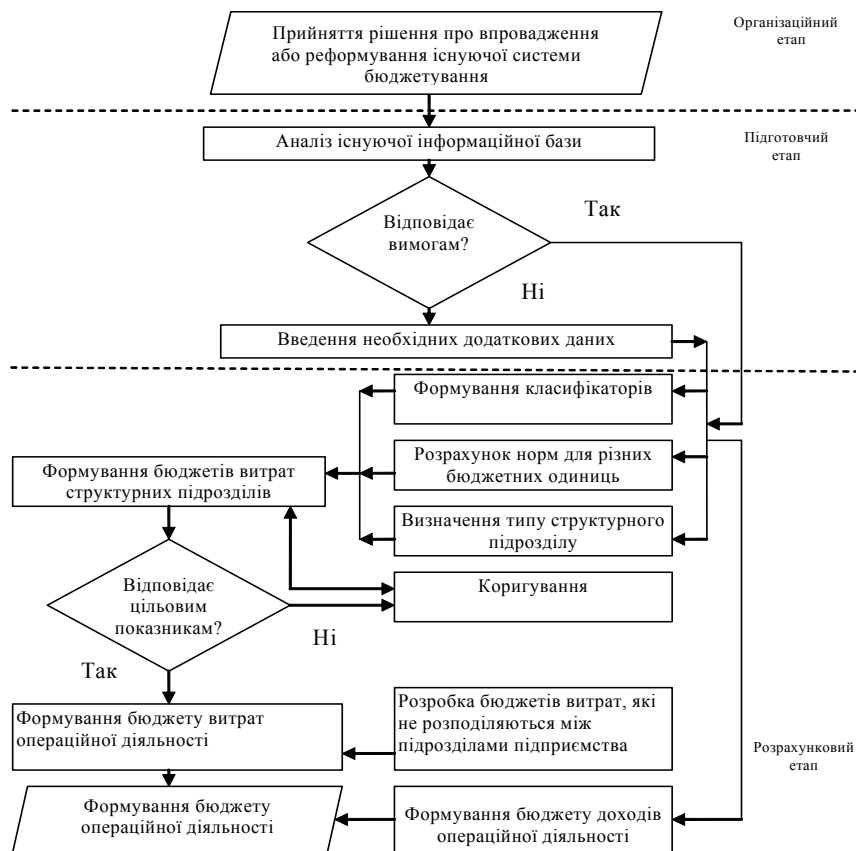 Прийняття рішення про впровадження
або реформування існуючої системи
бюджетування
Організаційний
етап
Аналіз існуючої інформаційної бази
Підготовчий
етап
Відповідає
вимогам?
Так
Ні
Введення необхідних додаткових даних
Формування класифікаторів
Розрахунок норм для різних
бюджетних одиниць
Формування бюджетів витрат
структурних підрозділів
Визначення типу структурного
підрозділу
Відповідає
цільовим
показникам?
Коригування
Ні
Так
Формування бюджету витрат
операційної діяльності
Розробка бюджетів витрат, які
не розподіляються між
підрозділами підприємства
Розрахунковий
етап
Формування бюджету
операційної діяльності
Формування бюджету доходів
операційної діяльності